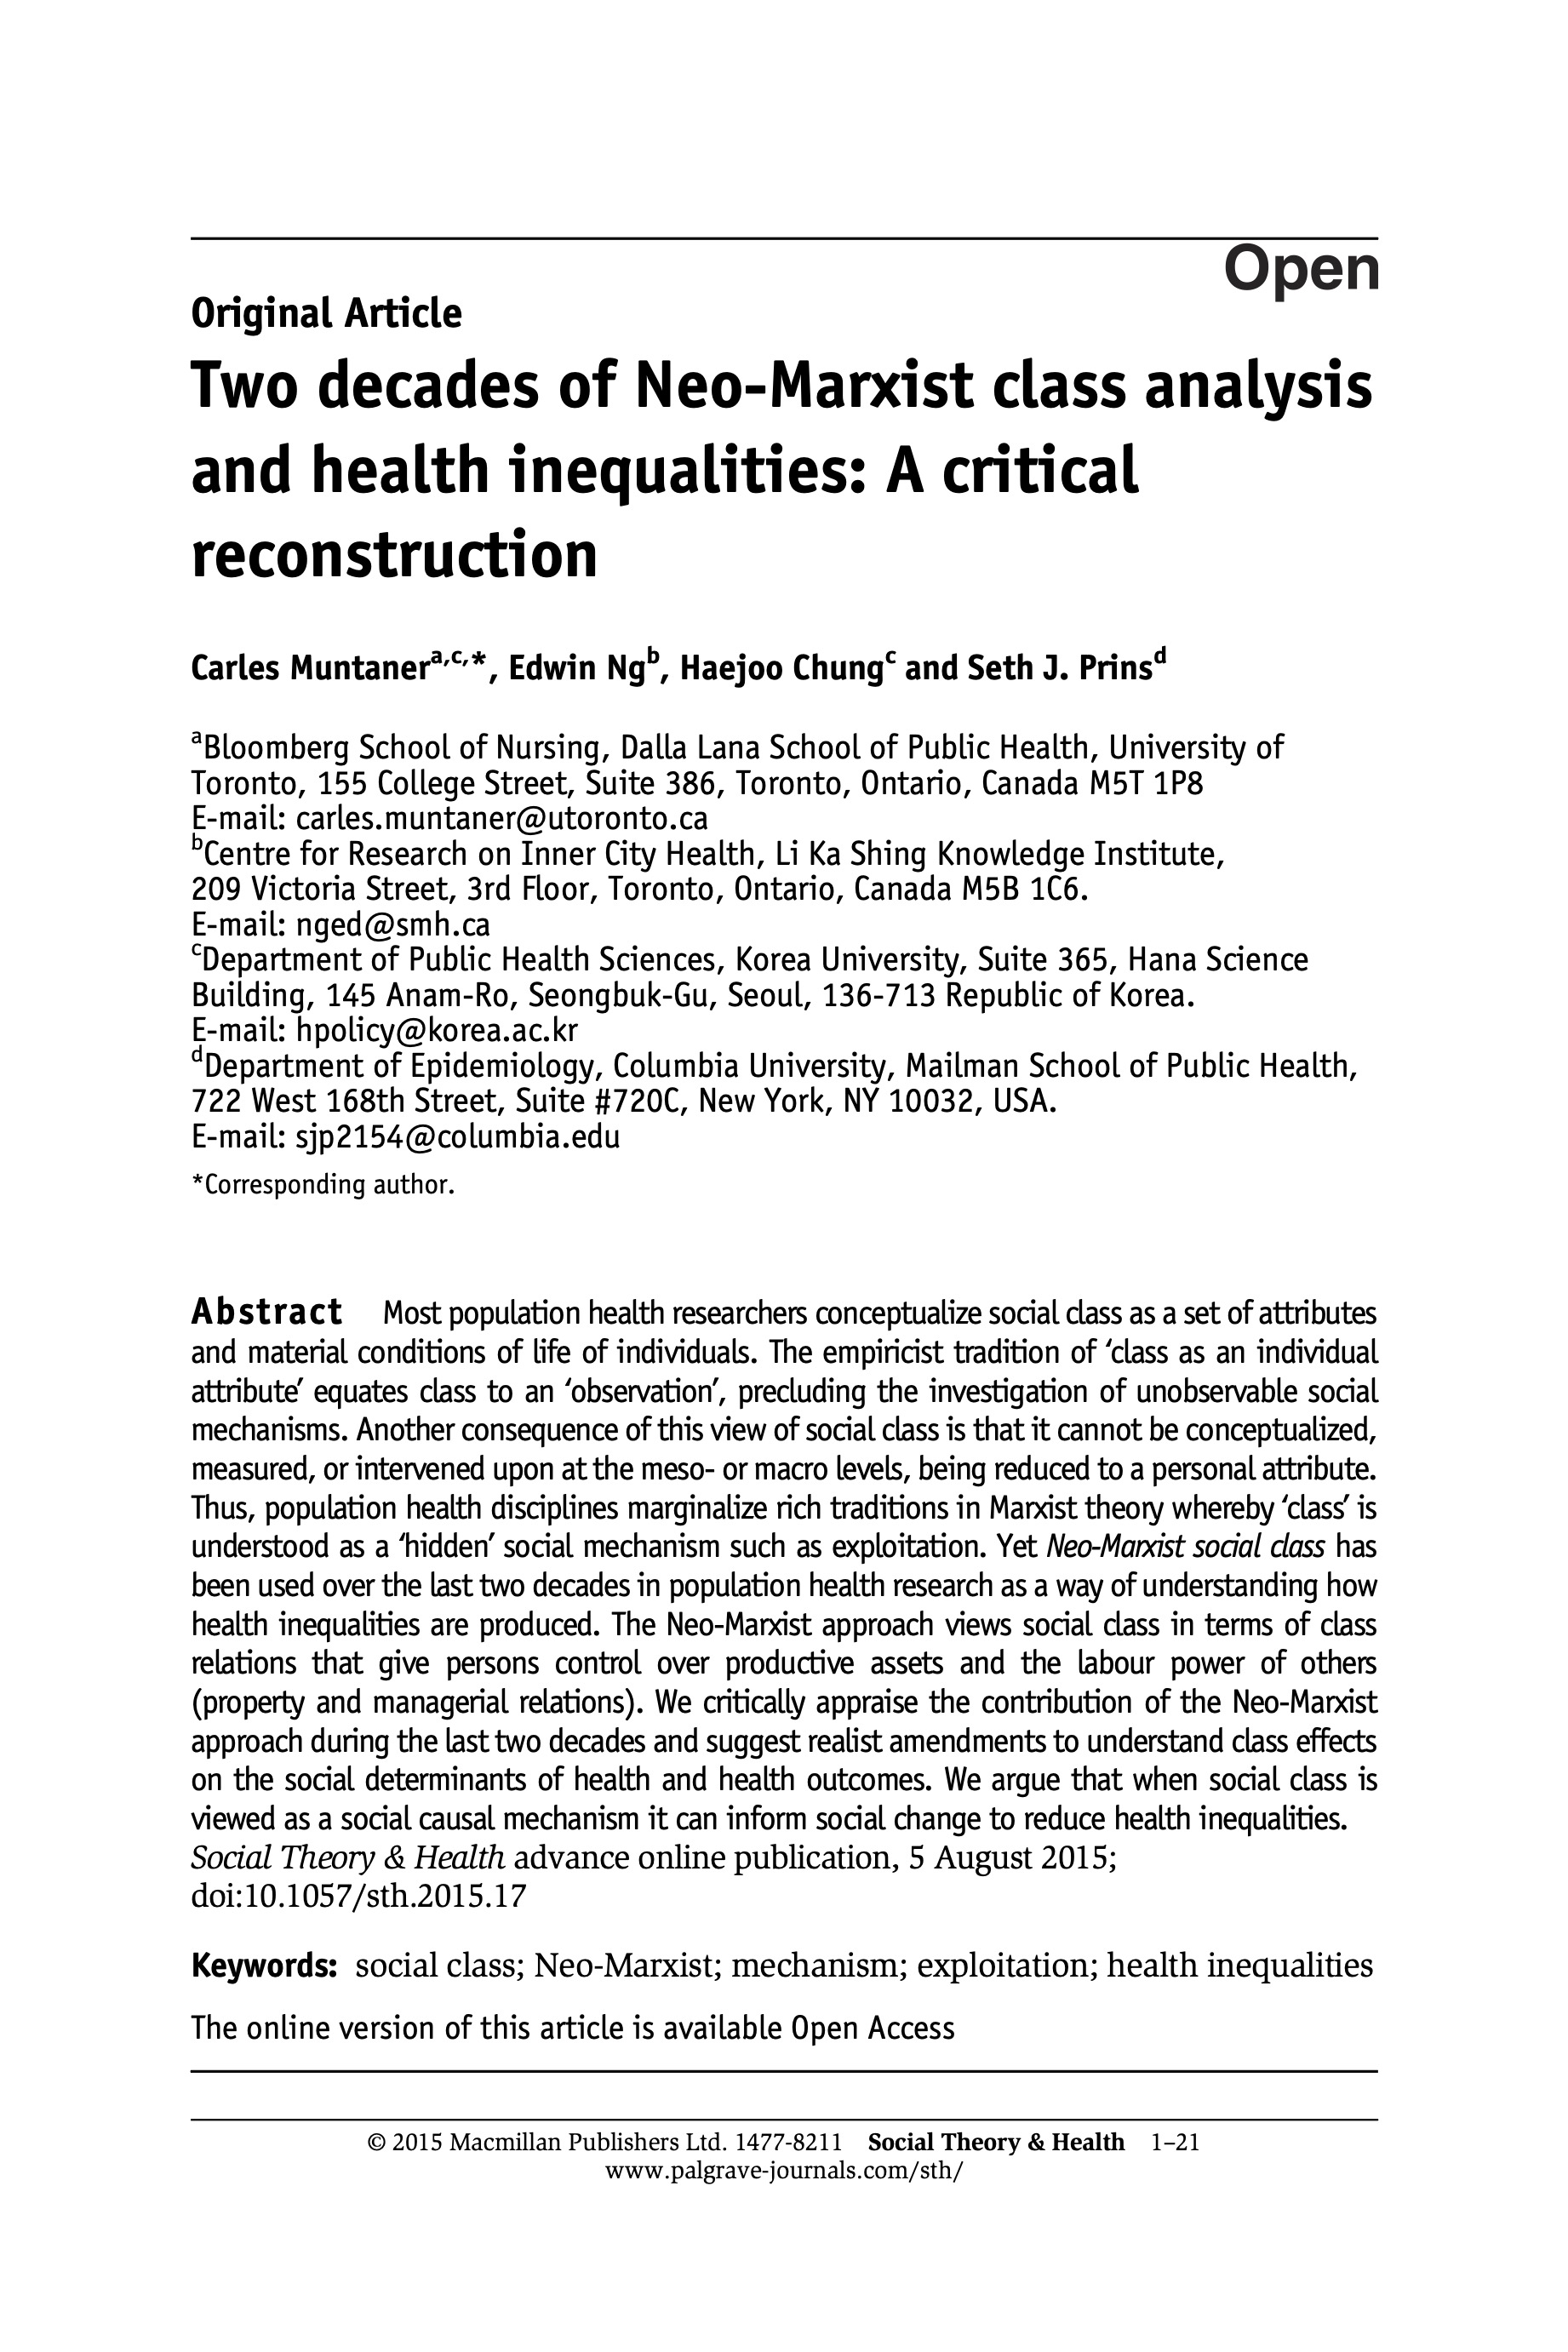 Open
Original Article
Two decades of Neo-Marxist class analysis
and health inequalities: A critical
reconstruction
Carles Muntanera,c,*, Edwin Ngb, Haejoo Chungc and Seth J. Prinsd
aBloomberg School of Nursing, Dalla Lana School of Public Health, University of
Toronto, 155 College Street, Suite 386, Toronto, Ontario, Canada M5T 1P8
E-mail: carles.muntaner@utoronto.ca
bCentre for Research on Inner City Health, Li Ka Shing Knowledge Institute,
209 Victoria Street, 3rd Floor, Toronto, Ontario, Canada M5B 1C6.
E-mail: nged@smh.ca
cDepartment of Public Health Sciences, Korea University, Suite 365, Hana Science
Building, 145 Anam-Ro, Seongbuk-Gu, Seoul, 136-713 Republic of Korea.
E-mail: hpolicy@korea.ac.kr
dDepartment of Epidemiology, Columbia University, Mailman School of Public Health,
722 West 168th Street, Suite #720C, New York, NY 10032, USA.
E-mail: sjp2154@columbia.edu
*Corresponding author.
Abstract Most population health researchers conceptualize social class as a set of attributes
and material conditions of life of individuals. The empiricist tradition of ‘class as an individual
attribute’ equates class to an ‘observation’, precluding the investigation of unobservable social
mechanisms. Another consequence of this view of social class is that it cannot be conceptualized,
measured, or intervened upon at the meso- or macro levels, being reduced to a personal attribute.
Thus, population health disciplines marginalize rich traditions in Marxist theory whereby ‘class’ is
understood as a ‘hidden’ social mechanism such as exploitation. Yet Neo-Marxist social class has
been used over the last two decades in population health research as a way of understanding how
health inequalities are produced. The Neo-Marxist approach views social class in terms of class
relations that give persons control over productive assets and the labour power of others
(property and managerial relations). We critically appraise the contribution of the Neo-Marxist
approach during the last two decades and suggest realist amendments to understand class effects
on the social determinants of health and health outcomes. We argue that when social class is
viewed as a social causal mechanism it can inform social change to reduce health inequalities.
Social Theory & Health advance online publication, 5 August 2015;
doi:10.1057/sth.2015.17
Keywords: social class; Neo-Marxist; mechanism; exploitation; health inequalities
The online version of this article is available Open Access
© 2015 Macmillan Publishers Ltd. 1477-8211 Social Theory & Health 1–21
www.palgrave-journals.com/sth/